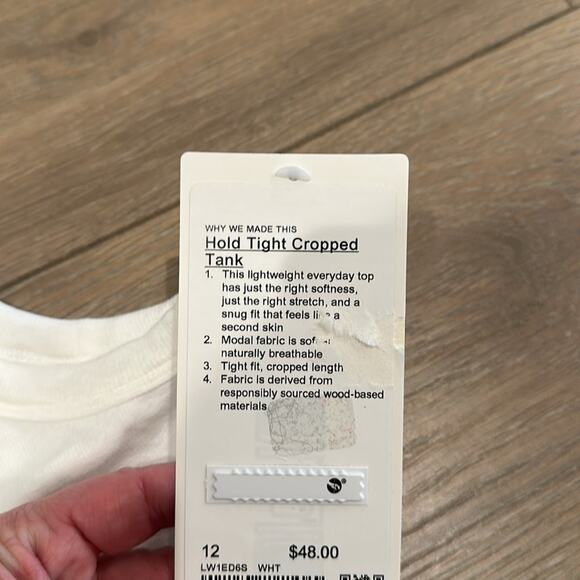 WHY WE MADE THIS
Hold Tight Cropped
Tank
1. This lightweight everyday top
has just the right softness,
just the right stretch, and a
snug fit that feels a
second skin
2. Modal fabric is
naturally breathable
3. Tight fit, cropped length
4. Fabric is derived from
responsibly sourced wood-based
materials
12 $48.00
LW1ED6S WHT